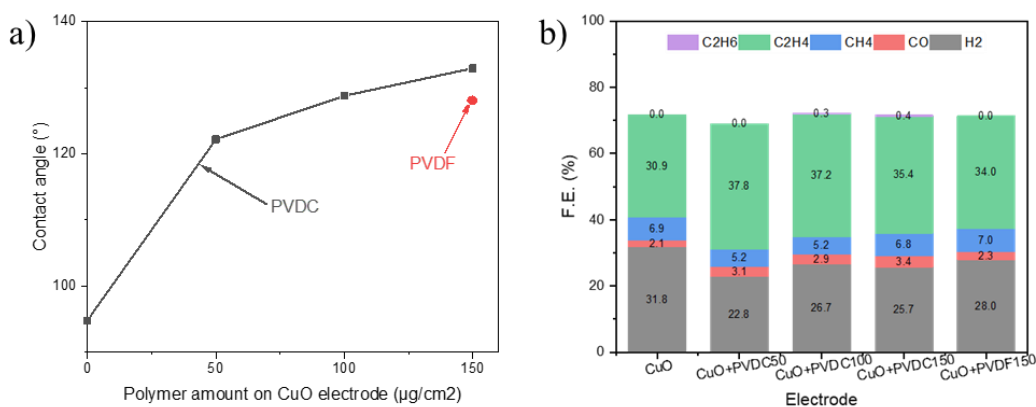 a)
140
120
100
Contact angle (°)
PVDF
PVDC
0 50 100 150
Polymer amount on CuO electrode (μg/cm2)
b)
100
80
60
40
20
0
F.E. (%)
C2H6 C2H4 CH4 CO H2
0.0 0.0 0.3 0.4 0.0
30.9 37.8 37.2 35.4 34.0
6.9 5.2 5.2 6.8 7.0
2.1 3.1 2.9 3.4 2.3
31.8 22.8 26.7 25.7 28.0
CuO CuO+PVDC50 CuO+PVDC100 CuO+PVDC150 CuO+PVDF150
Electrode